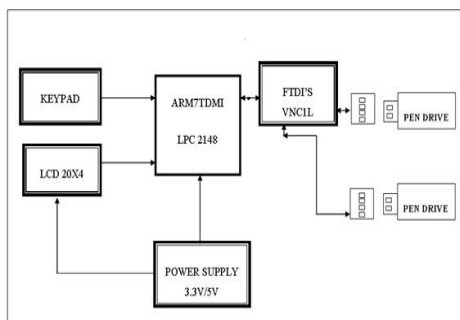 KEYPAD
LCD 20X4
ARM7TDMI
LPC 2148
FTDI'S
VNC1L
PEN DRIVE
PEN DRIVE
POWER SUPPLY
3.3V/5V